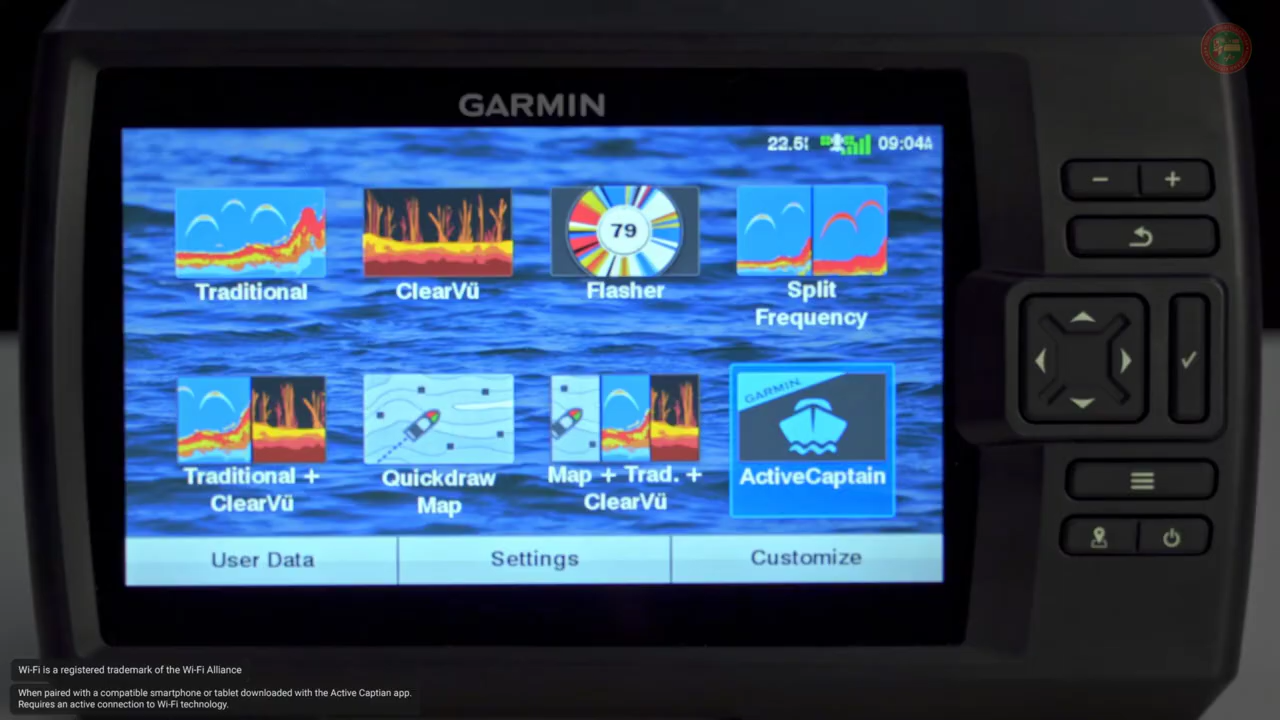 GARMIN
22.5f 09:04A
79
Traditional ClearVü Flasher Split
Frequency
GARMIN
Traditional + Quickdraw Map + Trad. + ActiveCaptain
ClearVü Map ClearVü
User Data Settings Customize
Wi-Fi is a registered trademark of the Wi-Fi Alliance
When paired with a compatible smartphone or tablet downloaded with the Active Captian app.
Requires an active connection to Wi-Fi technology.